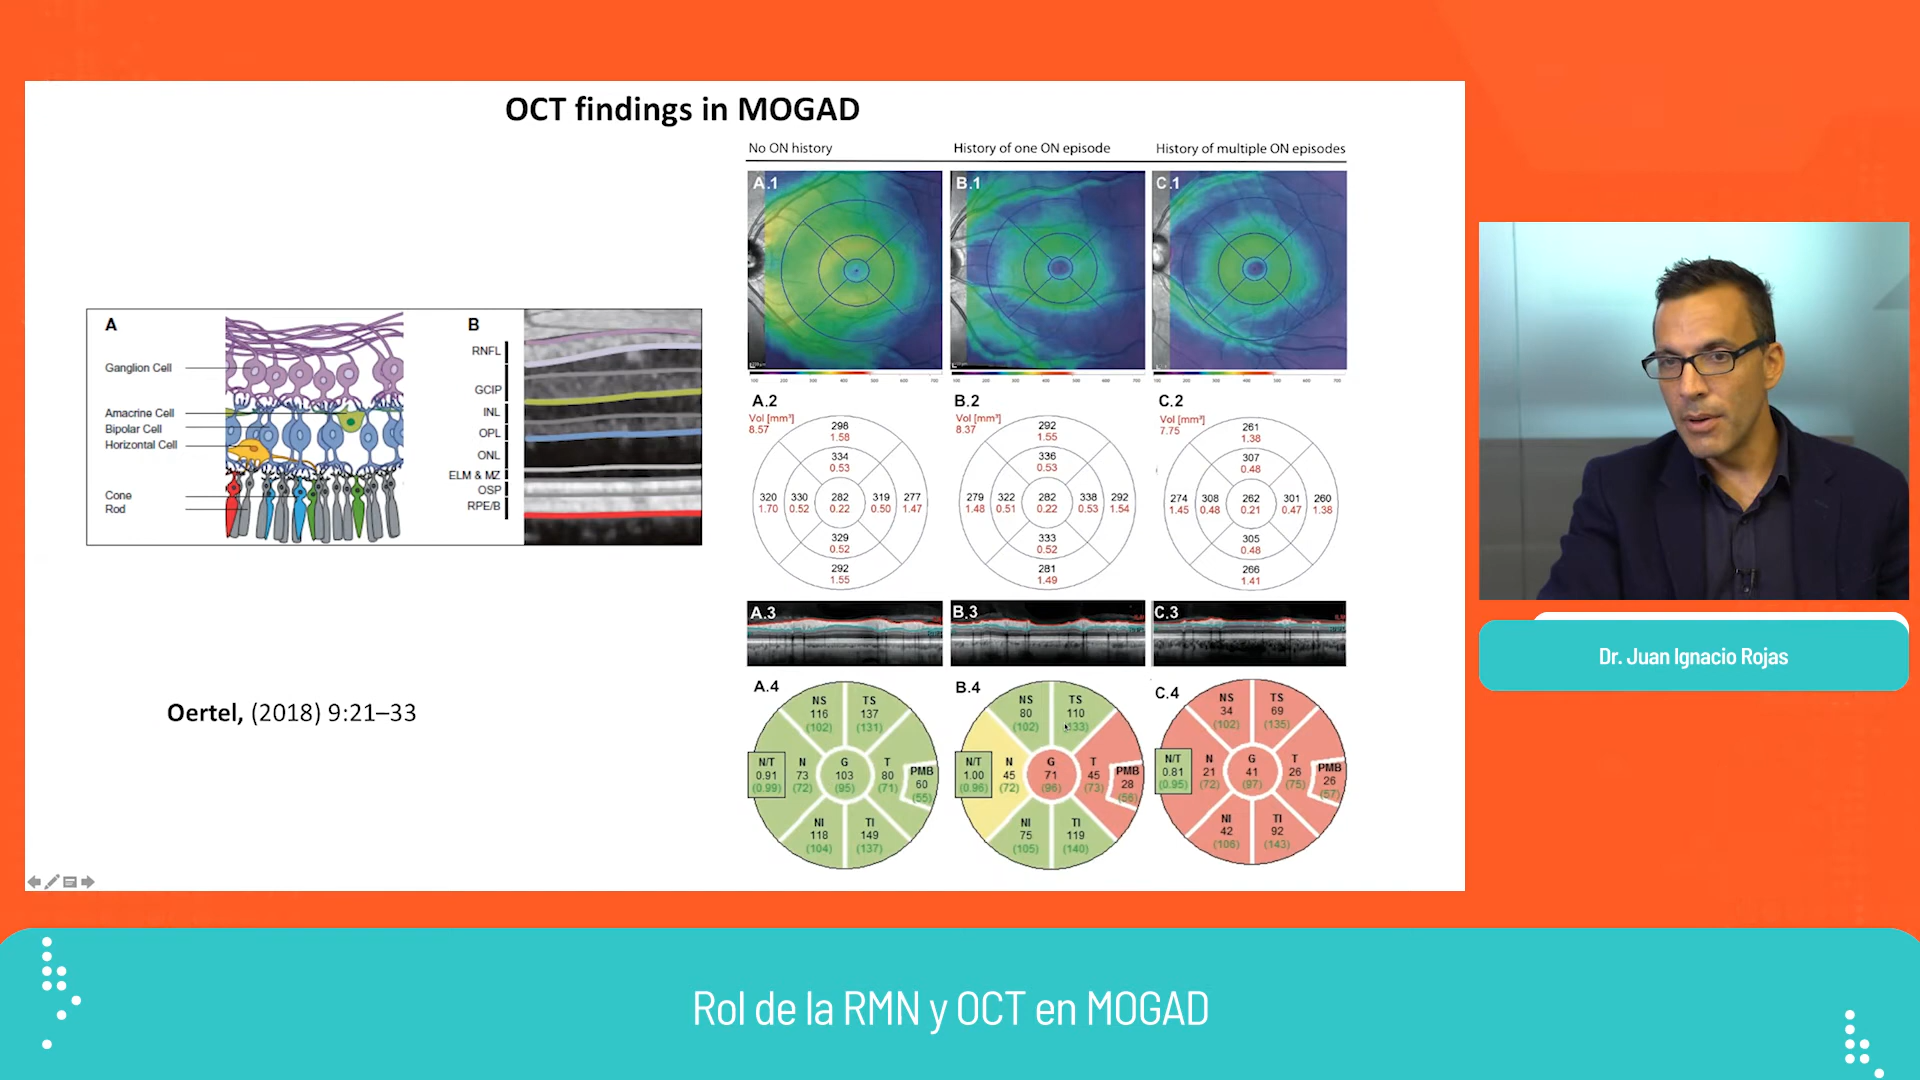 OCT findings in MOGAD
No ON history
History of one ON episode
History of multiple ON episodes
A
Ganglion Cell
Amacrine Cell
Bipolar Cell
Horizontal Cell
Cone
Rod
B
RNFL
GCIP
INL
OPL
ONL
ELM & MZ
OSP
RPE/B
Oertel, (2018) 9:21–33
A.1
B.1
C.1
A.2
Vol [mm³]
8.57
298
1.58
334
0.53
320 330 282 319 277
1.70 0.52 0.22 0.50 1.47
329
0.52
292
1.55
B.2
Vol [mm³]
8.37
292
1.55
336
0.53
279 322 282 338 292
1.48 0.51 0.22 0.53 1.54
333
0.52
281
1.49
C.2
Vol [mm³]
7.75
261
1.38
307
0.48
274 308 262 301 260
1.45 0.48 0.21 0.47 1.38
305
0.48
266
1.41
A.3
B.3
C.3
A.4
NS TS
116 137
(102) (131)
N/T N G T PMB
0.91 73 103 80 60
(0.99) (72) (95) (71) (55)
NI TI
118 149
(104) (137)
B.4
NS TS
80 110
(102)
N/T N G T PMB
1.00 45 71 45 28
(0.96) (72) (96) (73) (56)
NI TI
75 119
(105) (140)
C.4
NS TS
34 69
(102) (135)
N/T N G T PMB
0.81 21 41 26 26
(0.95) (72) (97) (75) (57)
NI TI
42 92
(106) (143)
Dr. Juan Ignacio Rojas
Rol de la RMN y OCT en MOGAD